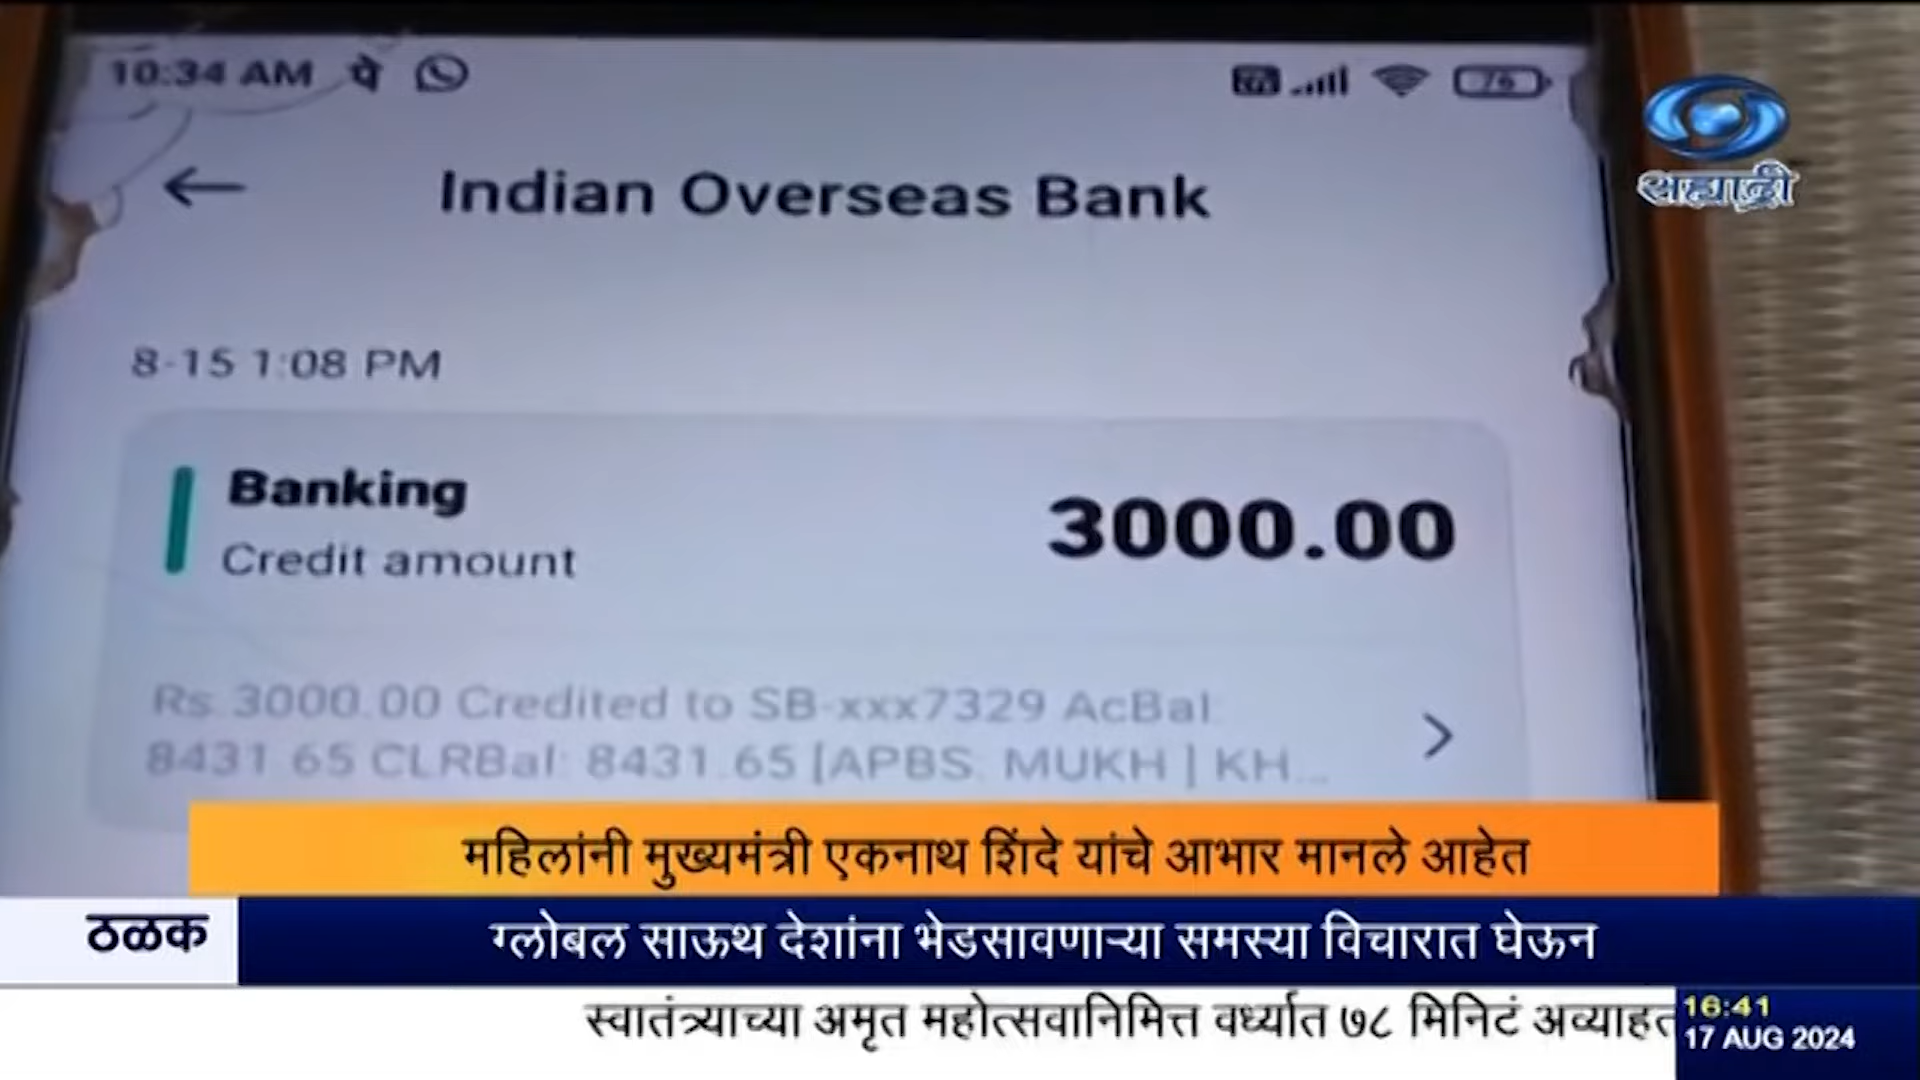 10:34 AM पे
76
सह्याद्री
Indian Overseas Bank
8-15 1:08 PM
Banking
3000.00
Credit amount
Rs.3000.00 Credited to SB-xxx7329 AcBal:
8431.65 CLRBal: 8431.65 [APBS. MUKH ] KH...
महिलांनी मुख्यमंत्री एकनाथ शिंदे यांचे आभार मानले आहेत
ठळक
ग्लोबल साऊथ देशांना भेडसावणाऱ्या समस्या विचारात घेऊन
स्वातंत्र्याच्या अमृत महोत्सवानिमित्त वर्ध्यात ७८ मिनिटं अव्याहत
16:41
17 AUG 2024